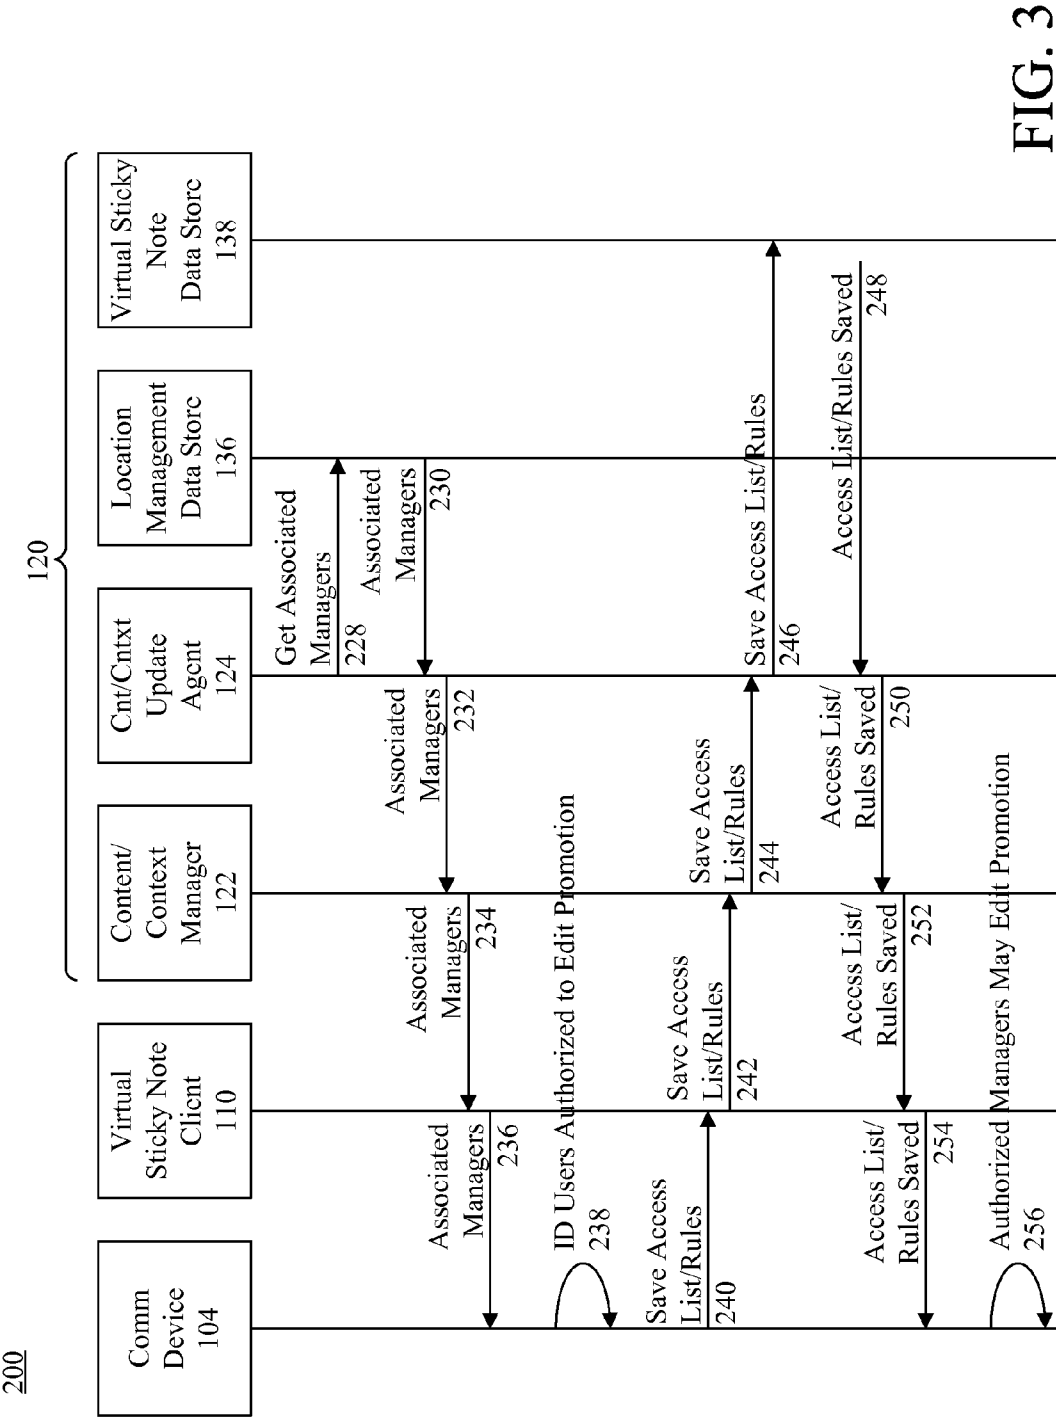 200
120
Comm
Device
104
Virtual
Sticky Note
Client
110
Content/
Context
Manager
122
Cnt/Cntxt
Update
Agent
124
Location
Management
Data Store
136
Virtual Sticky
Note
Data Store
138
Get Associated
Managers
228
Associated
Managers
230
Associated
Managers
232
Associated
Managers
234
Associated
Managers
236
ID Users Authorized to Edit Promotion
238
Save Access
List/Rules
240
Save Access
List/Rules
242
Save Access
List/Rules
244
Save Access List/Rules
246
Access List/Rules Saved
248
Access List/
Rules Saved
250
Access List/
Rules Saved
252
Access List/
Rules Saved
254
Authorized Managers May Edit Promotion
256
FIG. 3